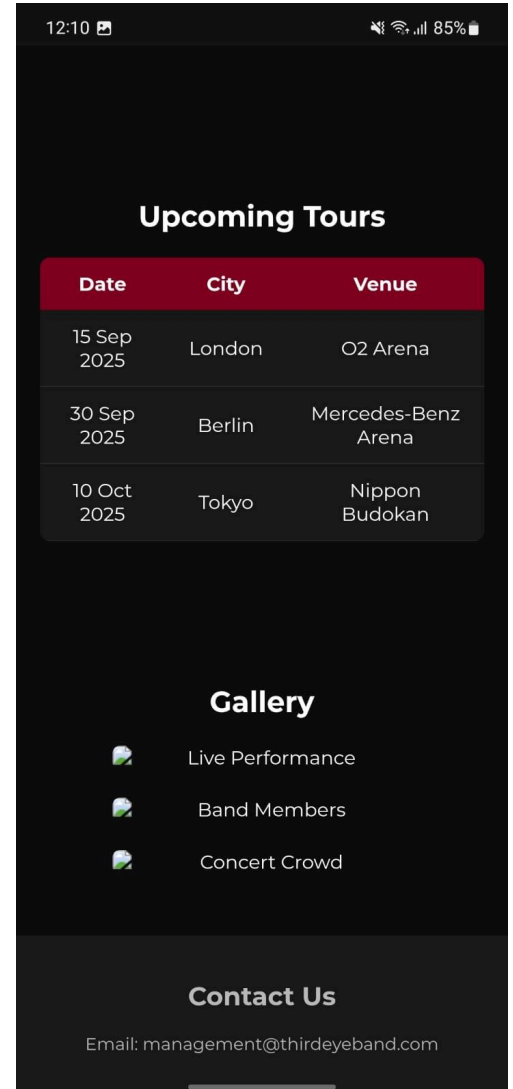 12:10 85%
Upcoming Tours
Date City Venue
15 Sep
2025 London O2 Arena
30 Sep
2025 Berlin Mercedes-Benz
Arena
10 Oct
2025 Tokyo Nippon
Budokan
Gallery
Live Performance
Band Members
Concert Crowd
Contact Us
Email: management@thirdeyeband.com